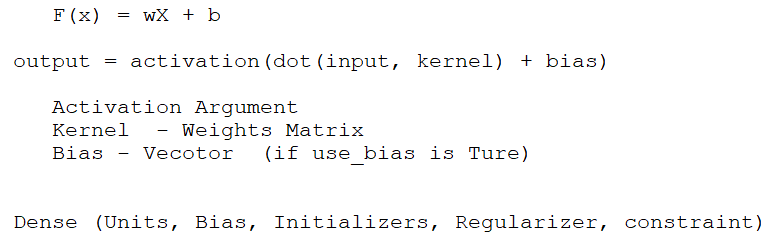 F(x) = wX + b
output = activation(dot(input, kernel) + bias)
Activation Argument
Kernel - Weights Matrix
Bias - Vecotor (if use_bias is Ture)
Dense (Units, Bias, Initializers, Regularizer, constraint)